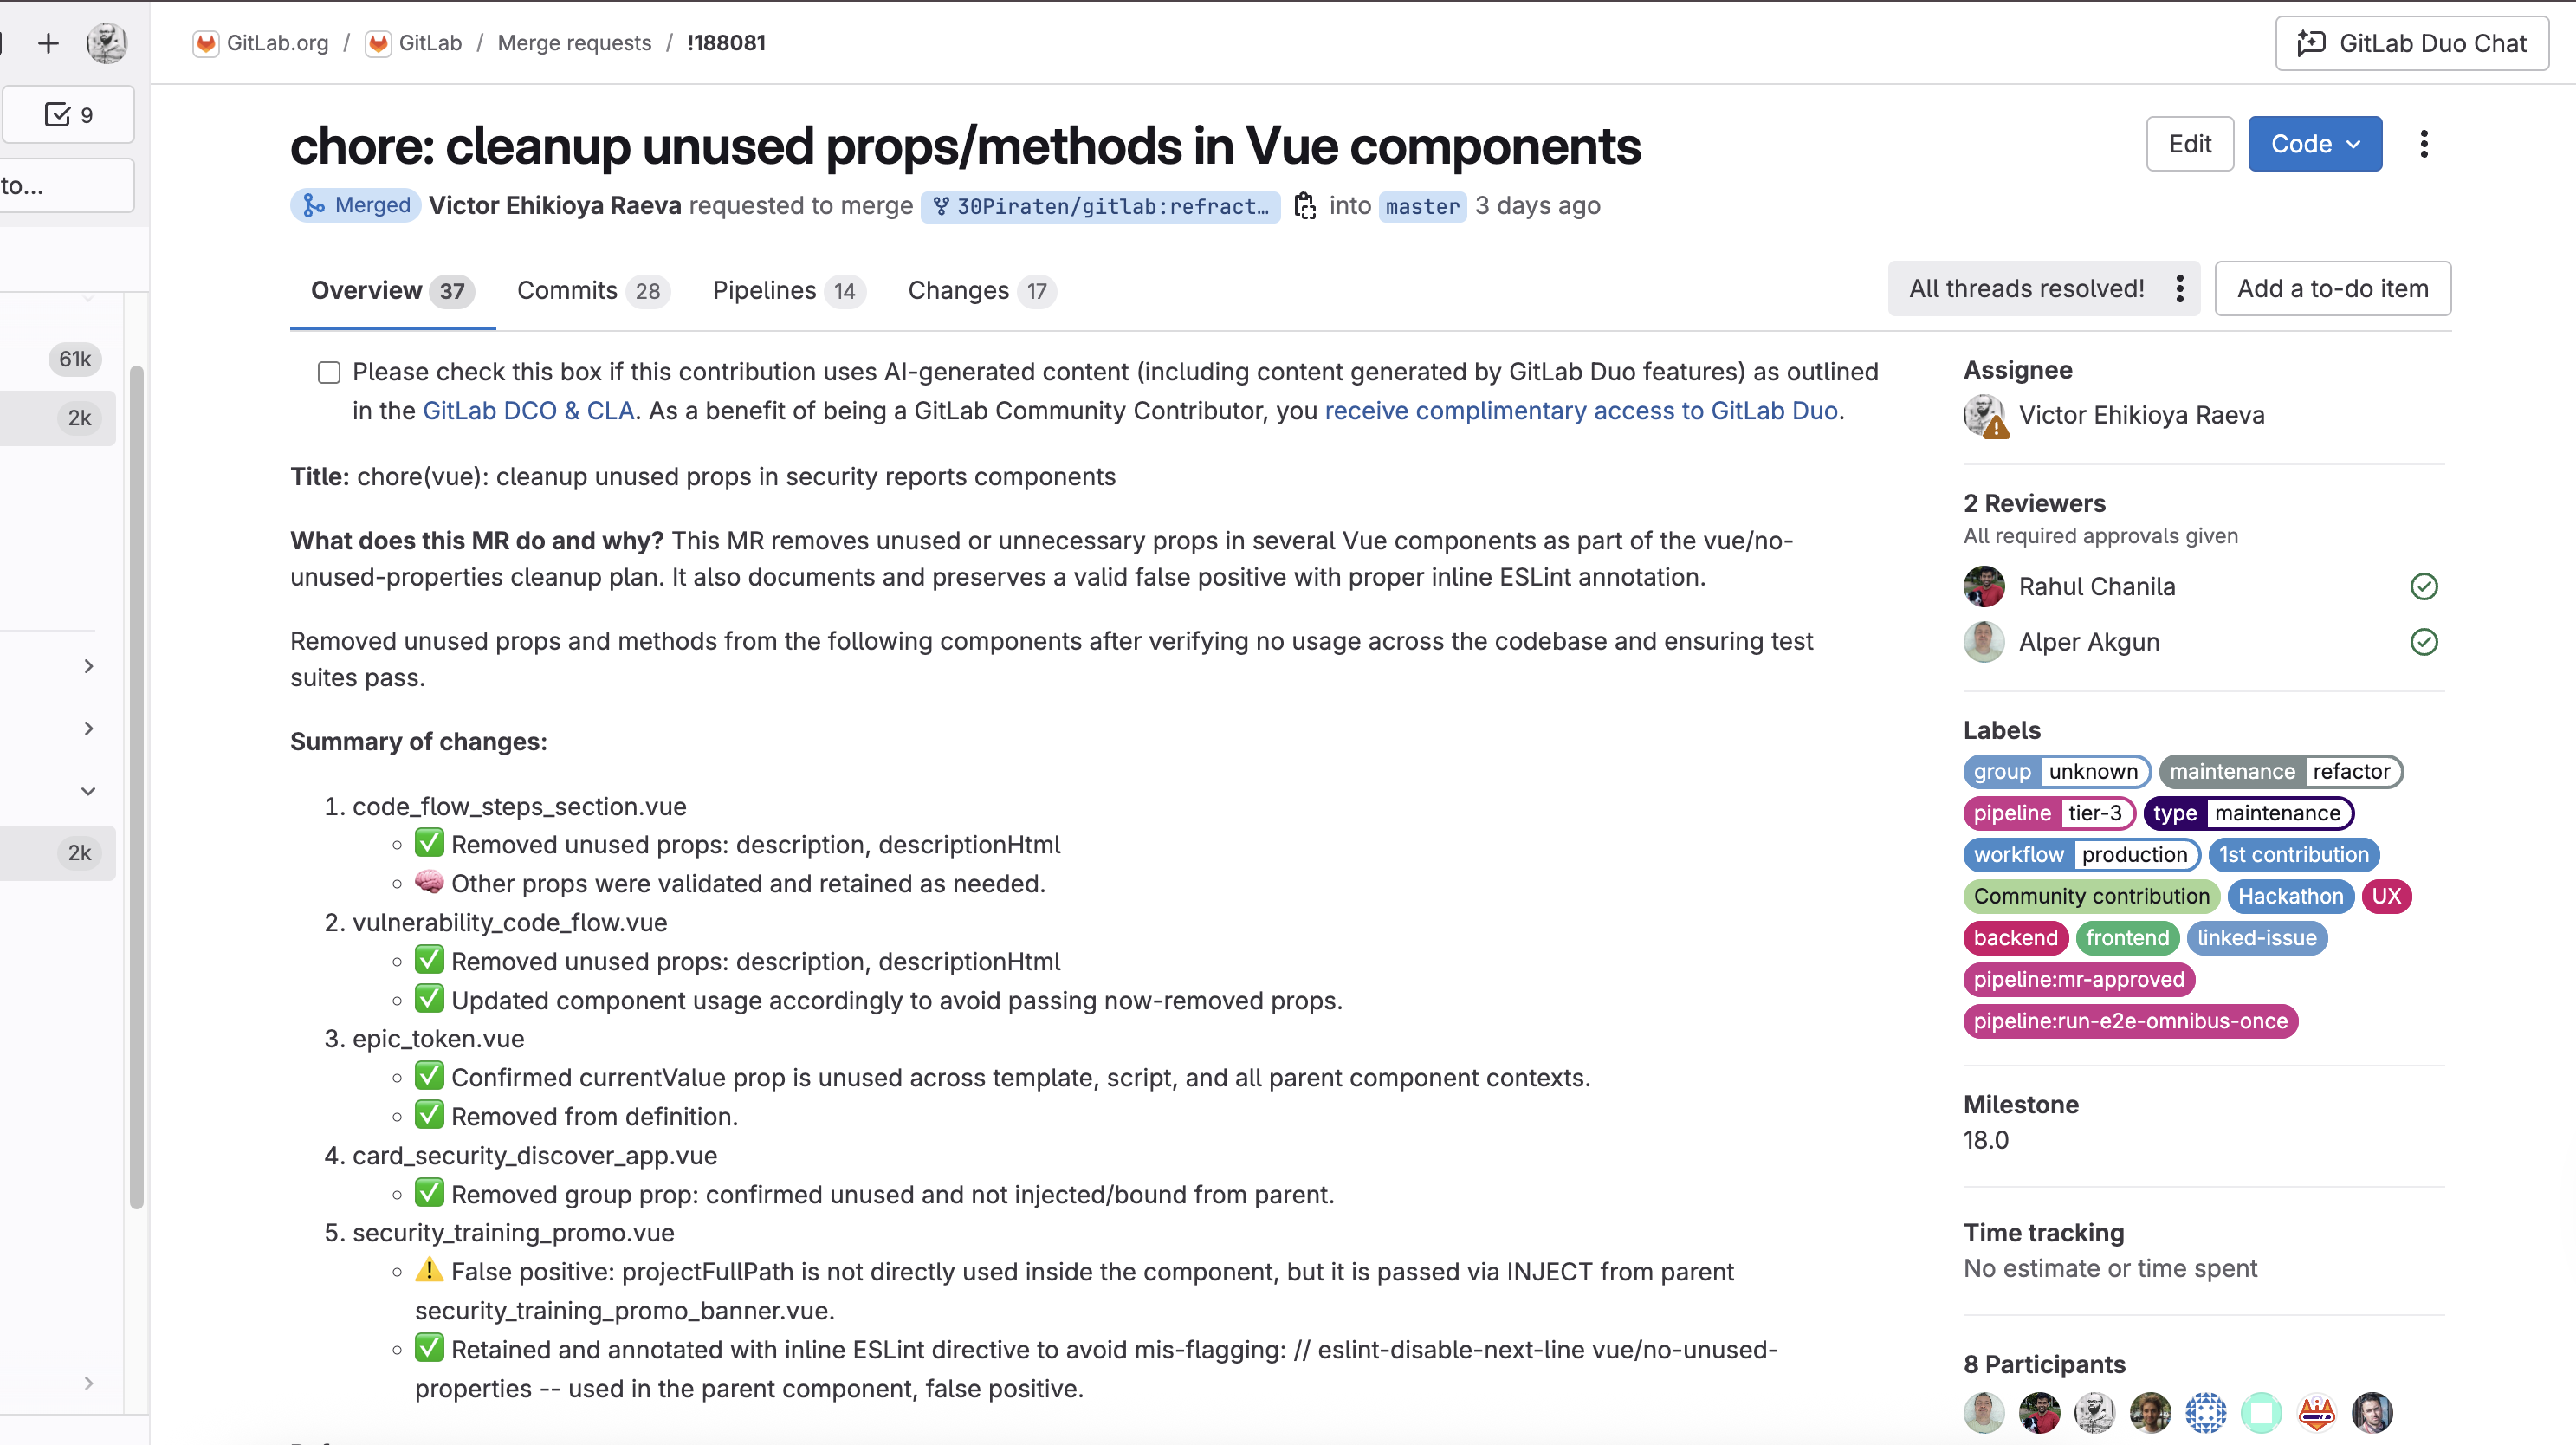 GitLab.org / GitLab / Merge requests / !188081
GitLab Duo Chat
9
to...
61k
2k
2k
chore: cleanup unused props/methods in Vue components
Edit
Code
Merged Victor Ehikioya Raeva requested to merge 30Piraten/gitlab:refract… into master 3 days ago
Overview 37 Commits 28 Pipelines 14 Changes 17
All threads resolved!
Add a to-do item
Please check this box if this contribution uses AI-generated content (including content generated by GitLab Duo features) as outlined
in the GitLab DCO & CLA. As a benefit of being a GitLab Community Contributor, you receive complimentary access to GitLab Duo.
Title: chore(vue): cleanup unused props in security reports components
What does this MR do and why? This MR removes unused or unnecessary props in several Vue components as part of the vue/no-
unused-properties cleanup plan. It also documents and preserves a valid false positive with proper inline ESLint annotation.
Removed unused props and methods from the following components after verifying no usage across the codebase and ensuring test
suites pass.
Summary of changes:
1. code_flow_steps_section.vue
✅ Removed unused props: description, descriptionHtml
🧠 Other props were validated and retained as needed.
2. vulnerability_code_flow.vue
✅ Removed unused props: description, descriptionHtml
✅ Updated component usage accordingly to avoid passing now-removed props.
3. epic_token.vue
✅ Confirmed currentValue prop is unused across template, script, and all parent component contexts.
✅ Removed from definition.
4. card_security_discover_app.vue
✅ Removed group prop: confirmed unused and not injected/bound from parent.
5. security_training_promo.vue
⚠️ False positive: projectFullPath is not directly used inside the component, but it is passed via INJECT from parent
security_training_promo_banner.vue.
✅ Retained and annotated with inline ESLint directive to avoid mis-flagging: // eslint-disable-next-line vue/no-unused-
properties -- used in the parent component, false positive.
Assignee
Victor Ehikioya Raeva
2 Reviewers
All required approvals given
Rahul Chanila
Alper Akgun
Labels
group unknown maintenance refactor
pipeline tier-3 type maintenance
workflow production 1st contribution
Community contribution Hackathon UX
backend frontend linked-issue
pipeline:mr-approved
pipeline:run-e2e-omnibus-once
Milestone
18.0
Time tracking
No estimate or time spent
8 Participants